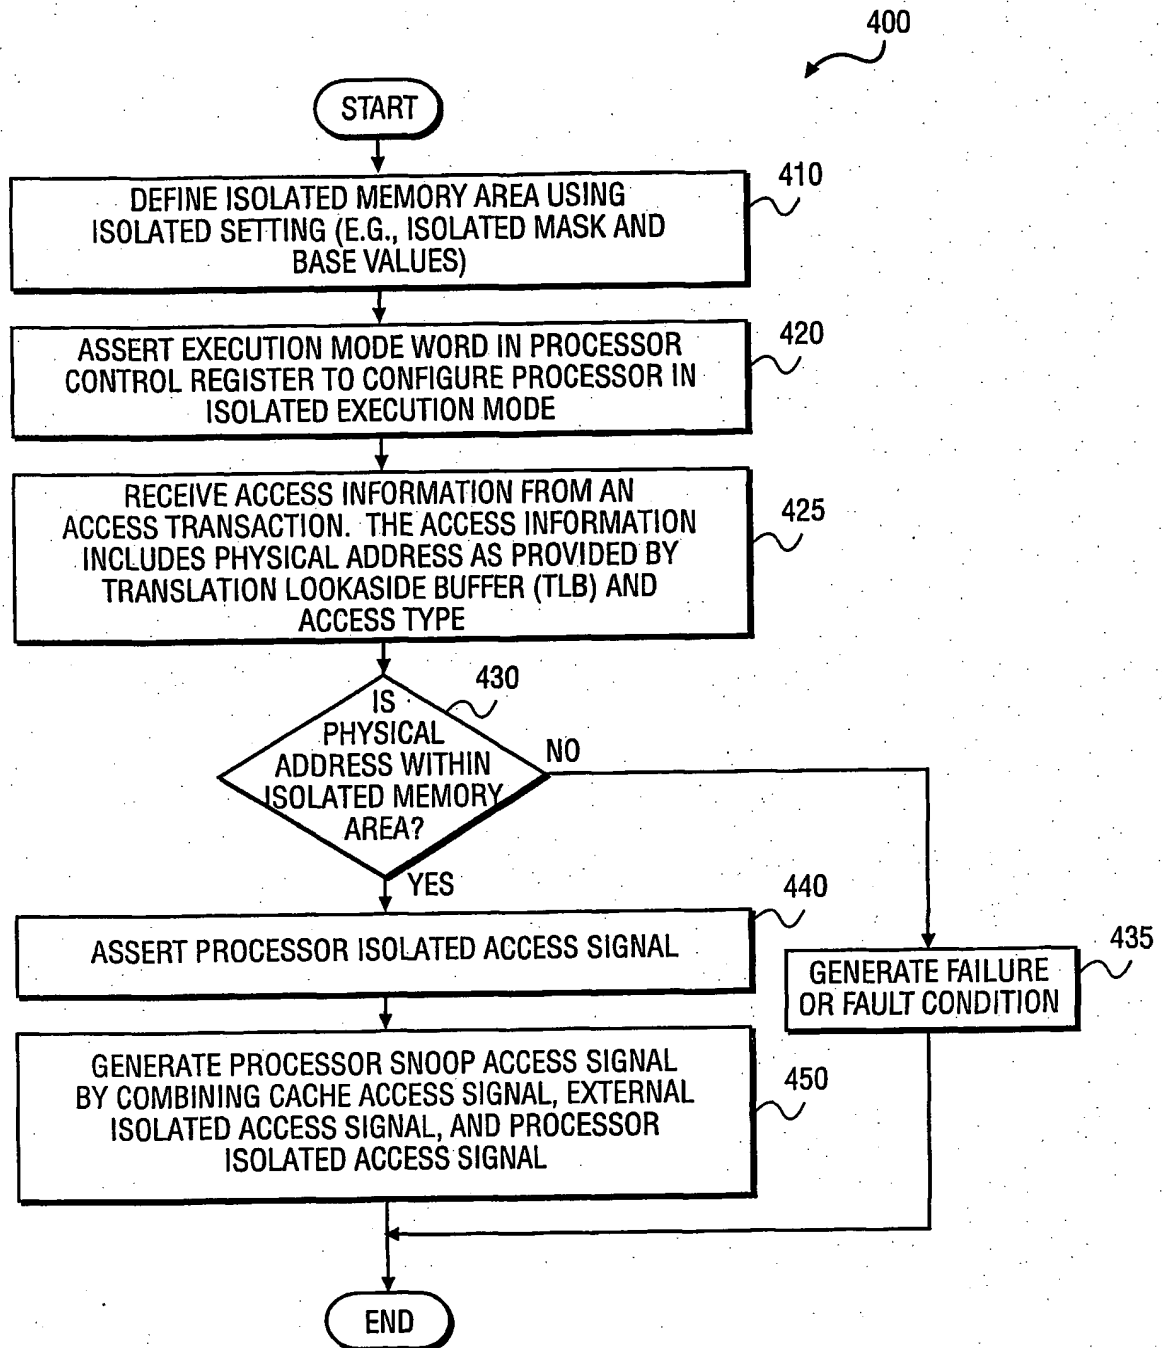 400
START
410
DEFINE ISOLATED MEMORY AREA USING
ISOLATED SETTING (E.G., ISOLATED MASK AND
BASE VALUES)
420
ASSERT EXECUTION MODE WORD IN PROCESSOR
CONTROL REGISTER TO CONFIGURE PROCESSOR IN
ISOLATED EXECUTION MODE
RECEIVE ACCESS INFORMATION FROM AN
ACCESS TRANSACTION. THE ACCESS INFORMATION
INCLUDES PHYSICAL ADDRESS AS PROVIDED BY
TRANSLATION LOOKASIDE BUFFER (TLB) AND
ACCESS TYPE
425
430
IS
PHYSICAL
ADDRESS WITHIN
ISOLATED MEMORY
AREA?
NO
YES
440
ASSERT PROCESSOR ISOLATED ACCESS SIGNAL
435
GENERATE FAILURE
OR FAULT CONDITION
GENERATE PROCESSOR SNOOP ACCESS SIGNAL
BY COMBINING CACHE ACCESS SIGNAL, EXTERNAL
ISOLATED ACCESS SIGNAL, AND PROCESSOR
ISOLATED ACCESS SIGNAL
450
END